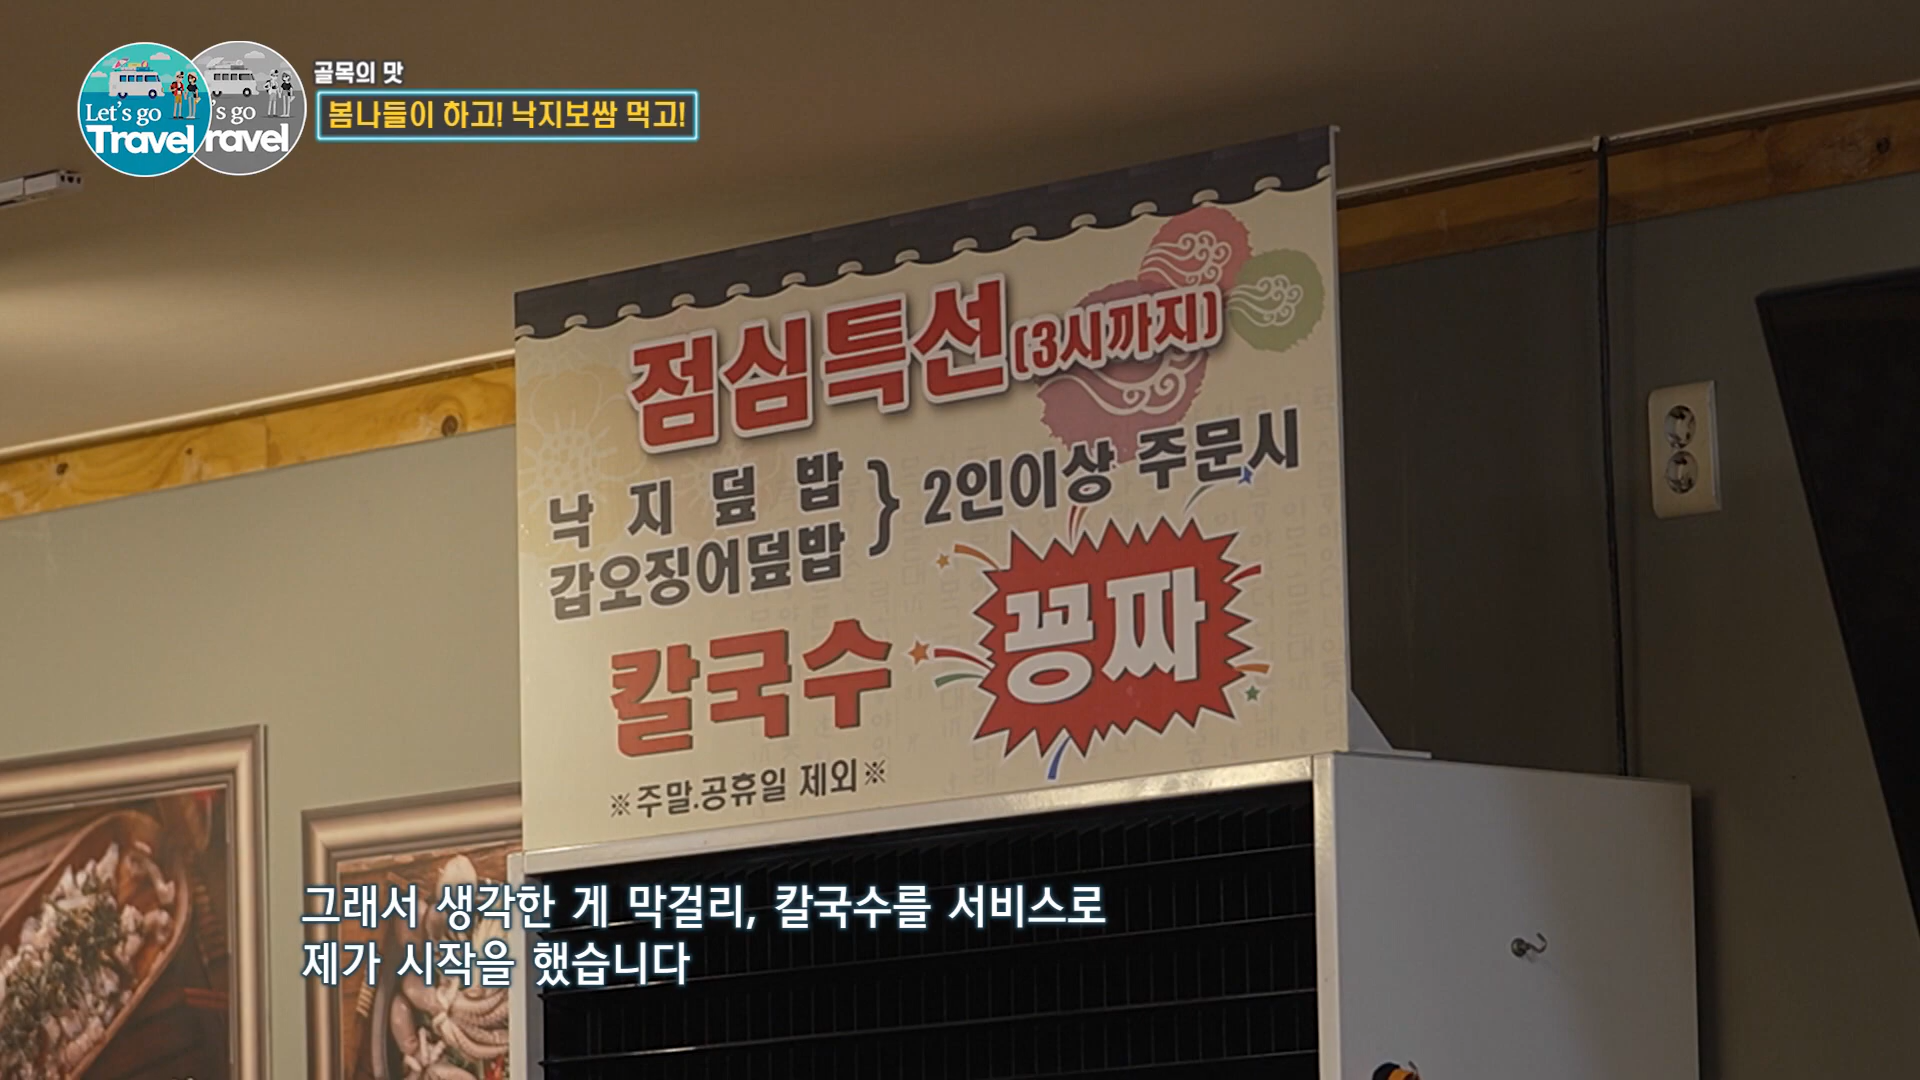 Let's go
Travel
's go
ravel
골목의 맛
봄나들이 하고! 낙지보쌈 먹고!
점심특선(3시까지)
낙지덮밥
갑오징어덮밥
} 2인이상 주문시
칼국수 꽁짜
※주말.공휴일 제외※
그래서 생각한 게 막걸리, 칼국수를 서비스로
제가 시작을 했습니다